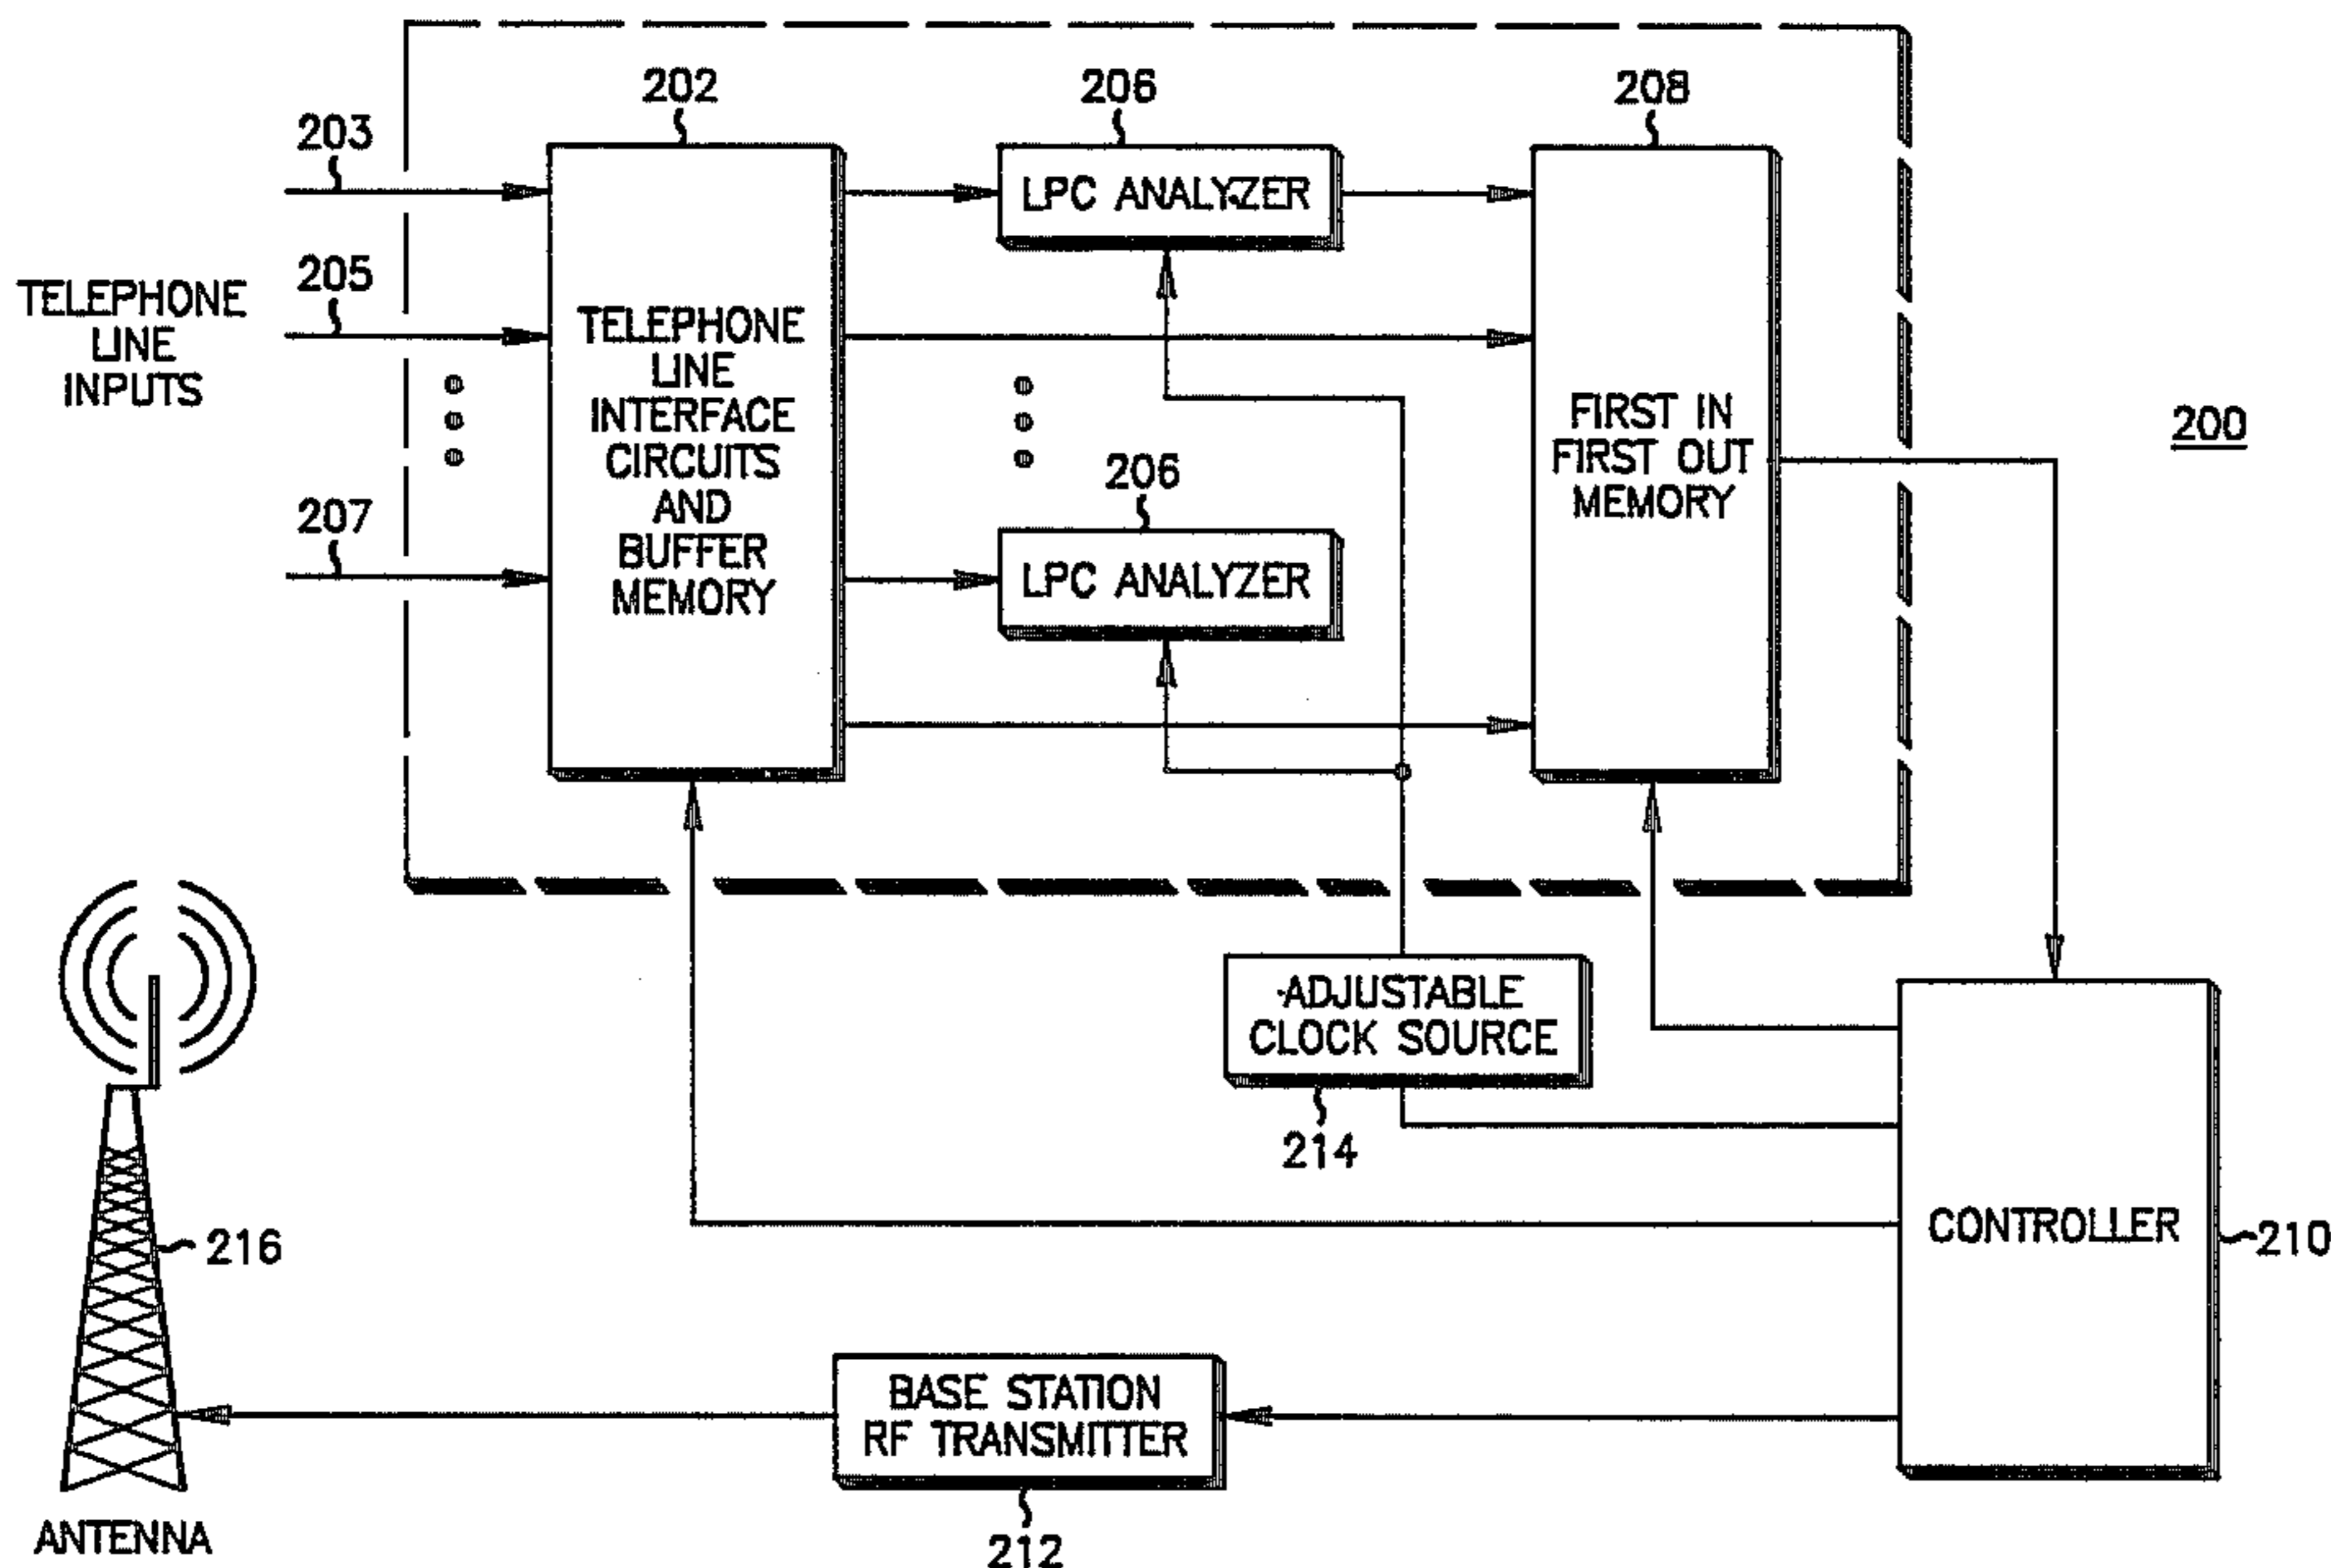 202
206
208
203
LPC ANALYZER
205
TELEPHONE
LINE
INPUTS
TELEPHONE
LINE
INTERFACE
CIRCUITS
AND
BUFFER
MEMORY
FIRST IN
FIRST OUT
MEMORY
200
206
207
LPC ANALYZER
ADJUSTABLE
CLOCK SOURCE
214
216
CONTROLLER
210
BASE STATION
RF TRANSMITTER
212
ANTENNA